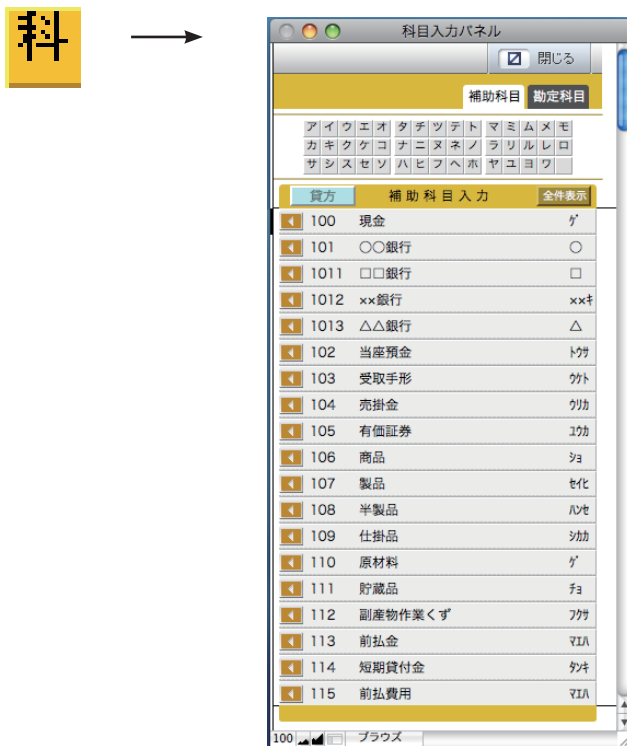 科
科目入力パネル
閉じる
補助科目 勘定科目
アイウエオ タチツテト マミムメモ
カキクケコ ナニヌネノ ラリルレロ
サシスセソ ハヒフヘホ ヤユヨワ
貸方 補助科目入力 全件表示
100 現金 ｹﾞ
101 ○○銀行 ○
1011 □□銀行 □
1012 ××銀行 ××ｷ
1013 △△銀行 △
102 当座預金 ﾄｳｻ
103 受取手形 ｳｹﾄ
104 売掛金 ｳﾘｶ
105 有価証券 ﾕｳｶ
106 商品 ｼｮ
107 製品 ｾｲﾋ
108 半製品 ﾊﾝｾ
109 仕掛品 ｼｶｶ
110 原材料 ｹﾞ
111 貯蔵品 ﾁｮ
112 副産物作業くず ﾌｸｻ
113 前払金 ﾏｴﾊ
114 短期貸付金 ﾀﾝｷ
115 前払費用 ﾏｴﾊ
100 ブラウズ